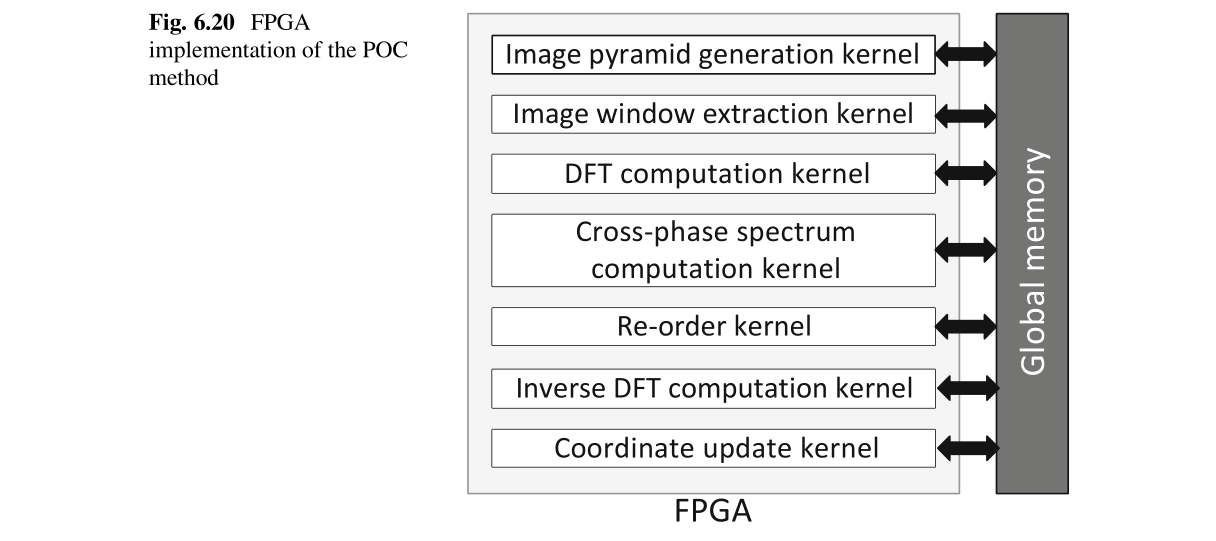 Fig. 6.20 FPGA
implementation of the POC
method
Image pyramid generation kernel
Image window extraction kernel
DFT computation kernel
Cross-phase spectrum
computation kernel
Re-order kernel
Inverse DFT computation kernel
Coordinate update kernel
Global memory
FPGA